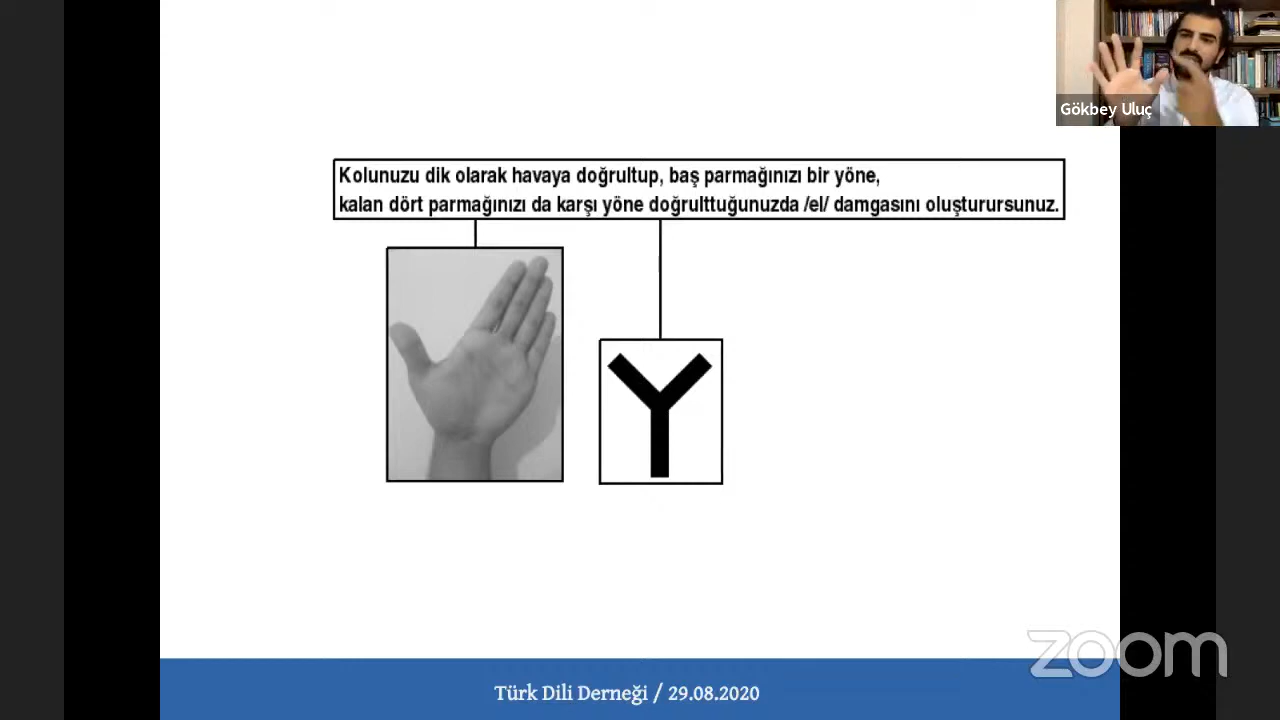 Gökbey Uluç
Kolunuzu dik olarak havaya doğrultup, baş parmağınızı bir yöne,
kalan dört parmağınızı da karşı yöne doğrulttuğunuzda /el/ damgasını oluşturursunuz.
zoom
Türk Dili Derneği / 29.08.2020